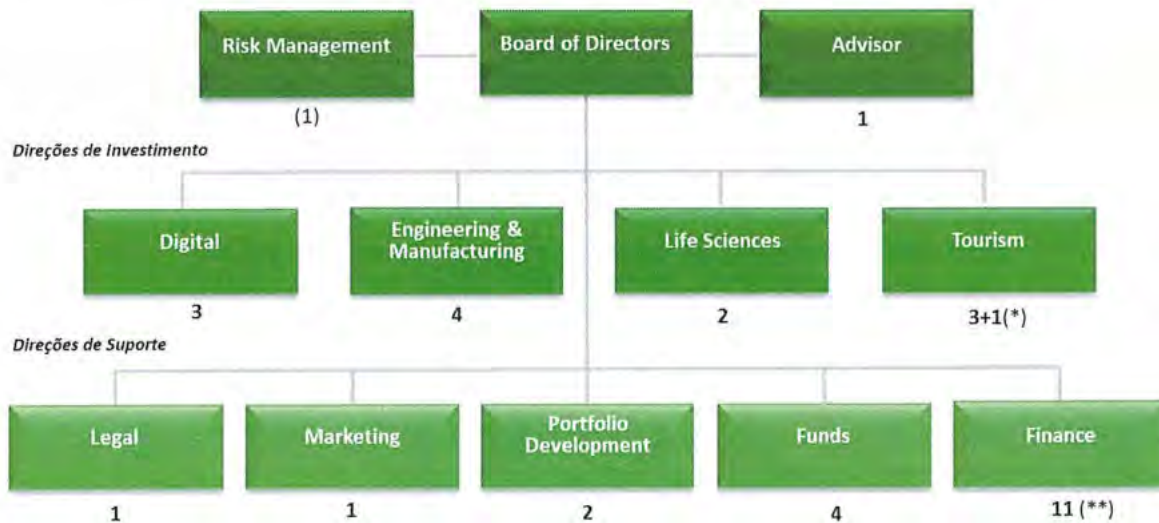 Risk Management
Board of Directors
Advisor
(1)
1
Direções de Investimento
Digital
Engineering &
Manufacturing
Life Sciences
Tourism
3
4
2
3+1(*)
Direções de Suporte
Legal
Marketing
Portfolio
Development
Funds
Finance
1
1
2
4
11 (**)